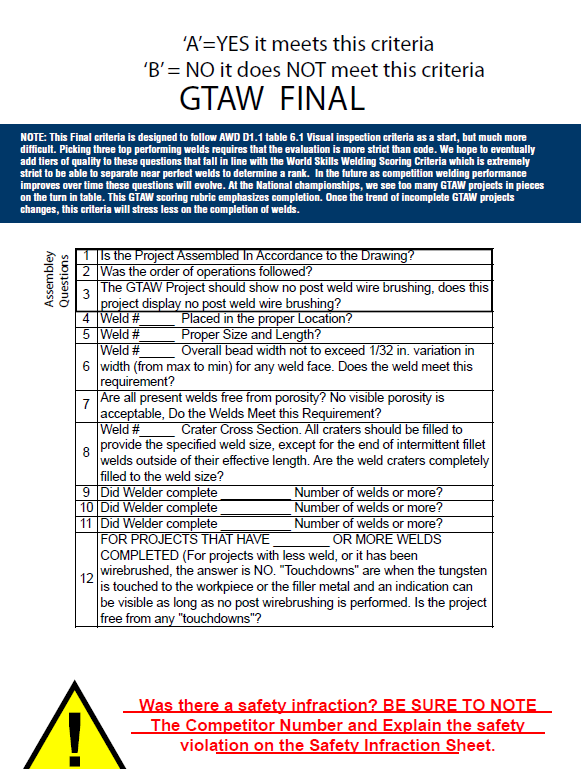 ‘A’=YES it meets this criteria
‘B’ = NO it does NOT meet this criteria
GTAW FINAL
NOTE: This Final criteria is designed to follow AWD D1.1 table 6.1 Visual inspection criteria as a start, but much more
difficult. Picking three top performing welds requires that the evaluation is more strict than code. We hope to eventually
add tiers of quality to these questions that fall in line with the World Skills Welding Scoring Criteria which is extremely
strict to be able to separate near perfect welds to determine a rank. In the future as competition welding performance
improves over time these questions will evolve. At the National championships, we see too many GTAW projects in pieces
on the turn in table. This GTAW scoring rubric emphasizes completion. Once the trend of incomplete GTAW projects
changes, this criteria will stress less on the completion of welds.
Assembley
Questions
1 Is the Project Assembled In Accordance to the Drawing?
2 Was the order of operations followed?
3 The GTAW Project should show no post weld wire brushing, does this
project display no post weld wire brushing?
4 Weld #_____ Placed in the proper Location?
5 Weld #_____ Proper Size and Length?
6 Weld #_____ Overall bead width not to exceed 1/32 in. variation in
width (from max to min) for any weld face. Does the weld meet this
requirement?
7 Are all present welds free from porosity? No visible porosity is
acceptable, Do the Welds Meet this Requirement?
8 Weld #_____ Crater Cross Section. All craters should be filled to
provide the specified weld size, except for the end of intermittent fillet
welds outside of their effective length. Are the weld craters completely
filled to the weld size?
9 Did Welder complete __________ Number of welds or more?
10 Did Welder complete __________ Number of welds or more?
11 Did Welder complete __________ Number of welds or more?
12 FOR PROJECTS THAT HAVE ________ OR MORE WELDS
COMPLETED (For projects with less weld, or it has been
wirebrushed, the answer is NO. "Touchdowns" are when the tungsten
is touched to the workpiece or the filler metal and an indication can
be visible as long as no post wirebrushing is performed. Is the project
free from any "touchdowns"?
!
Was there a safety infraction? BE SURE TO NOTE
The Competitor Number and Explain the safety
violation on the Safety Infraction Sheet.